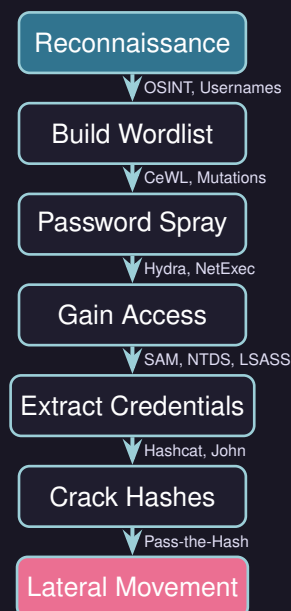 Reconnaissance
OSINT, Usernames
Build Wordlist
CeWL, Mutations
Password Spray
Hydra, NetExec
Gain Access
SAM, NTDS, LSASS
Extract Credentials
Hashcat, John
Crack Hashes
Pass-the-Hash
Lateral Movement